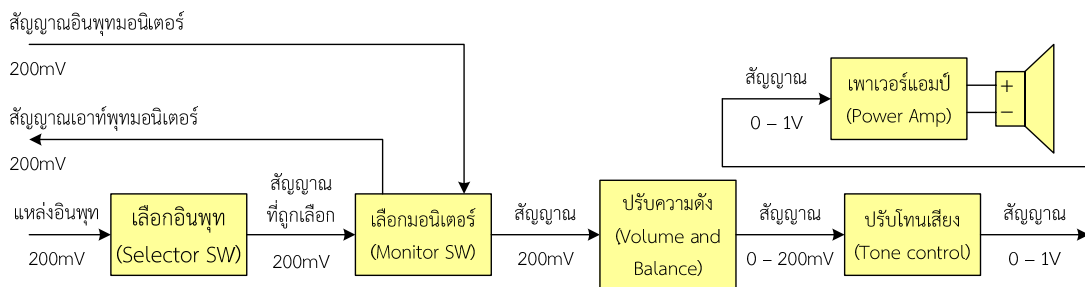 สัญญาณอินพุทมอนิเตอร์
200mV
สัญญาณเอาท์พุทมอนิเตอร์
200mV
สัญญาณ
0 – 1V
เพาเวอร์แอมป์
(Power Amp)
+
−
แหล่งอินพุท
200mV
เลือกอินพุท
(Selector SW)
สัญญาณ
ที่ถูกเลือก
200mV
เลือกมอนิเตอร์
(Monitor SW)
สัญญาณ
200mV
ปรับความดัง
(Volume and
Balance)
สัญญาณ
0 – 200mV
ปรับโทนเสียง
(Tone control)
สัญญาณ
0 – 1V